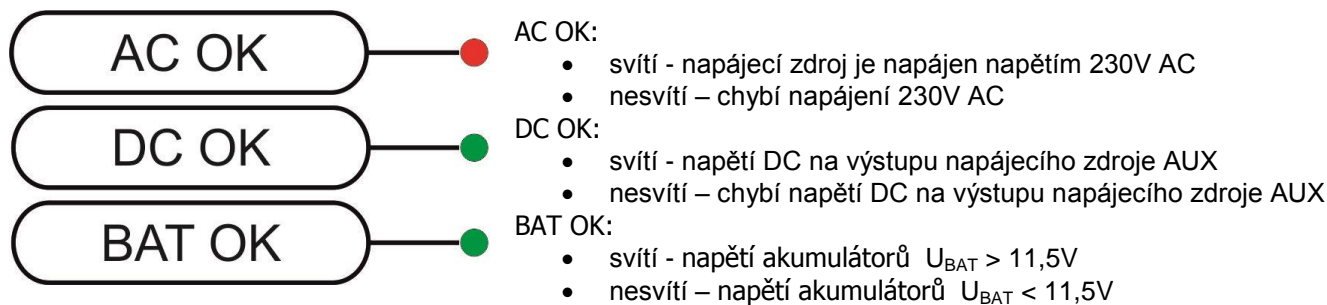 AC OK
AC OK:
• svítí - napájecí zdroj je napájen napětím 230V AC
• nesvítí – chybí napájení 230V AC
DC OK
DC OK:
• svítí - napětí DC na výstupu napájecího zdroje AUX
• nesvítí – chybí napětí DC na výstupu napájecího zdroje AUX
BAT OK
BAT OK:
• svítí - napětí akumulátorů U_BAT > 11,5V
• nesvítí – napětí akumulátorů U_BAT < 11,5V